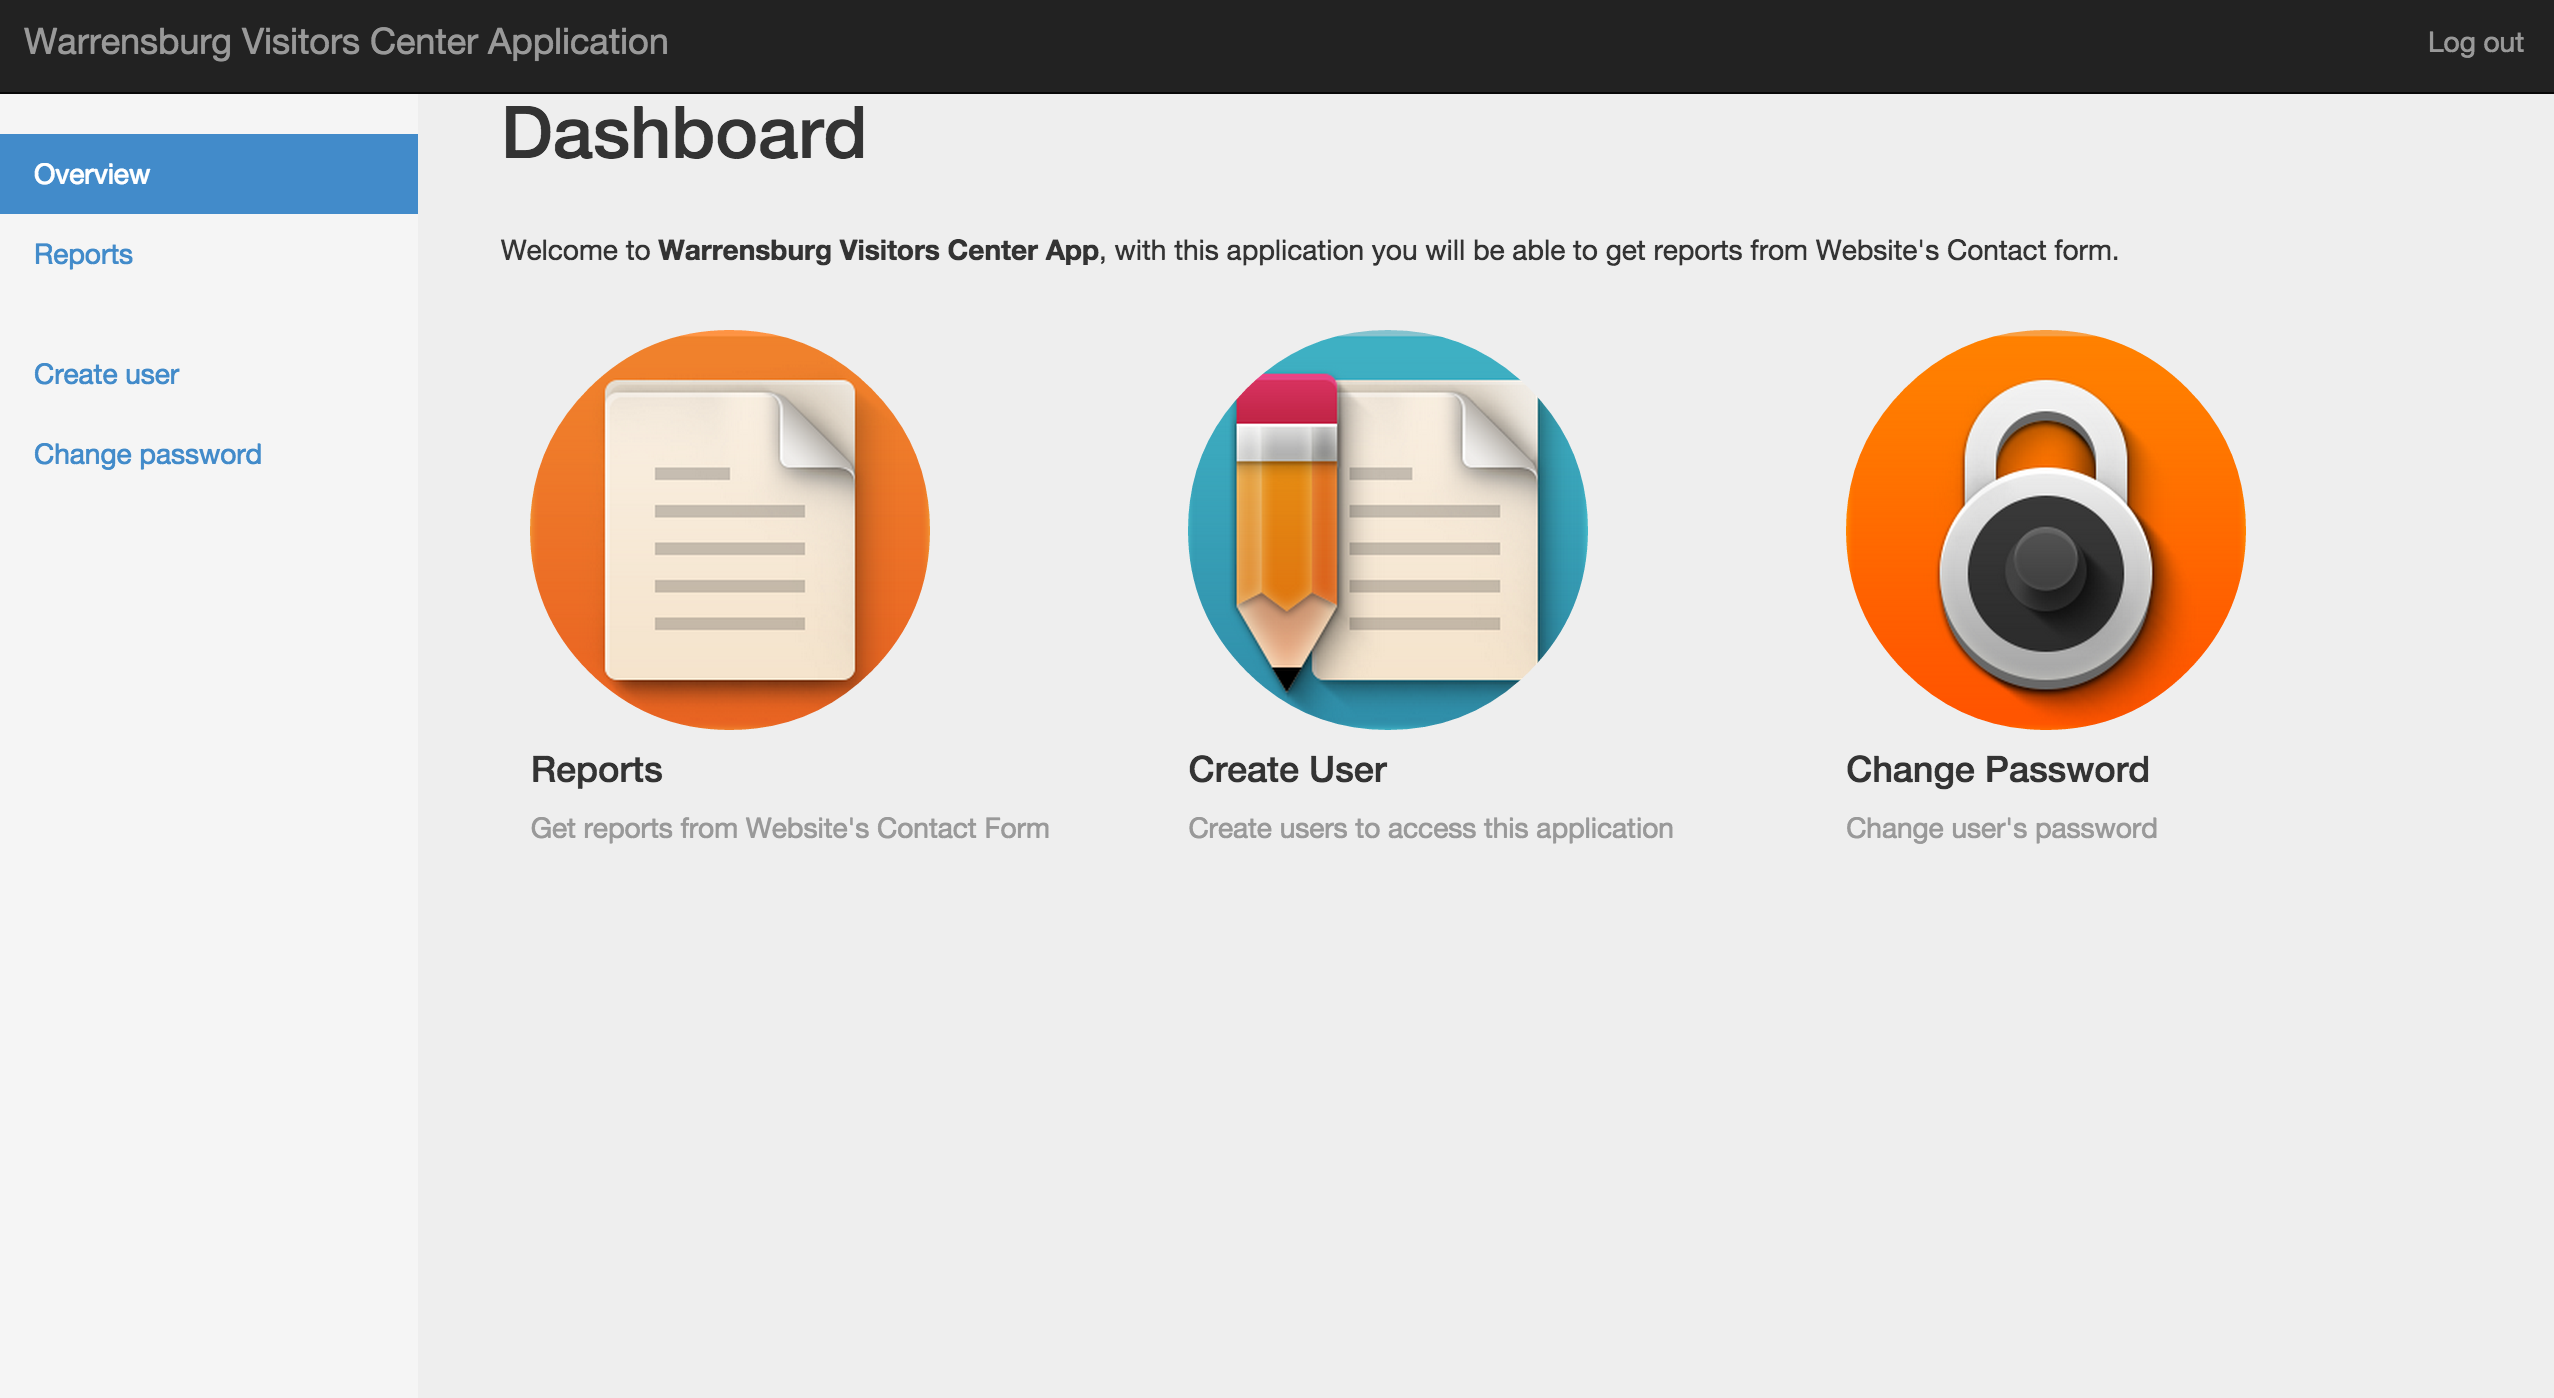 Warrensburg Visitors Center Application
Log out
Overview
Reports
Create user
Change password
Dashboard
Welcome to Warrensburg Visitors Center App, with this application you will be able to get reports from Website's Contact form.
Reports
Get reports from Website's Contact Form
Create User
Create users to access this application
Change Password
Change user's password